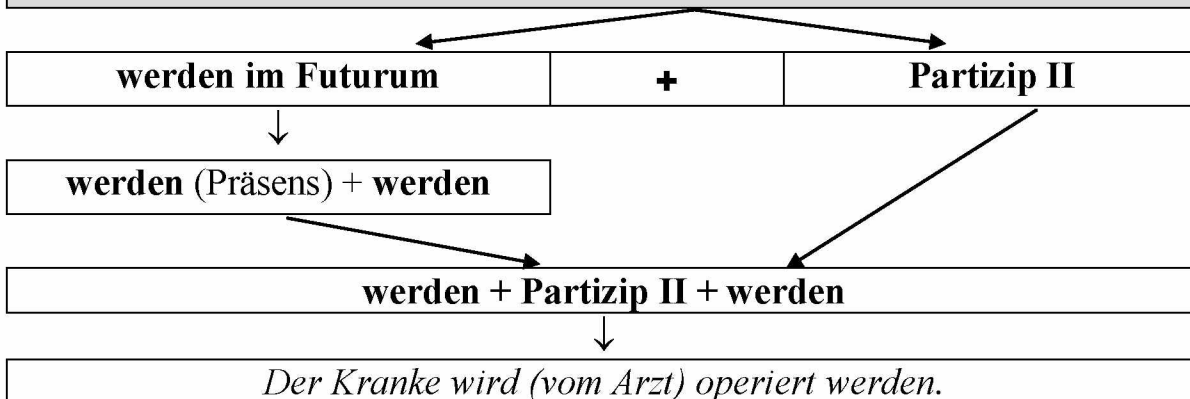 werden im Futurum + Partizip II
werden (Präsens) + werden
werden + Partizip II + werden
Der Kranke wird (vom Arzt) operiert werden.